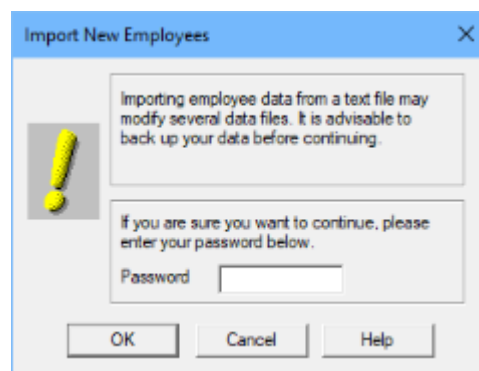 Import New Employees
Importing employee data from a text file may
modify several data files. It is advisable to
back up your data before continuing.
If you are sure you want to continue, please
enter your password below.
Password
OK Cancel Help